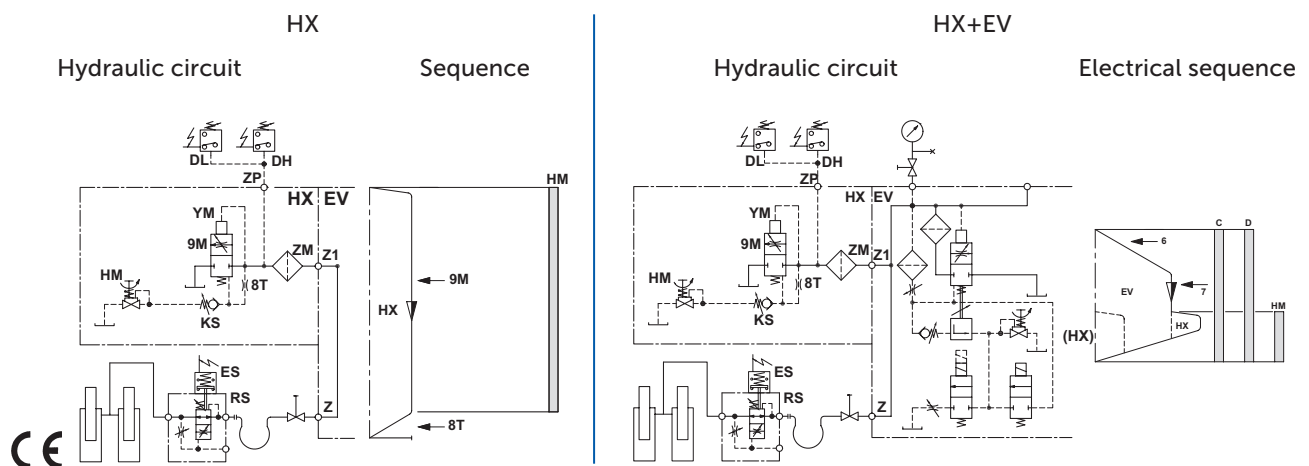 HX
Hydraulic circuit
Sequence
DL
DH
ZP
HX EV
YM
9M
ZM
Z1
HM
8T
KS
ES
RS
Z
HM
9M
HX
8T
CE
HX+EV
Hydraulic circuit
Electrical sequence
DL
DH
ZP
HX EV
YM
9M
ZM
Z1
HM
8T
KS
(HX)
ES
RS
Z
C
D
6
7
EV
HX
HM